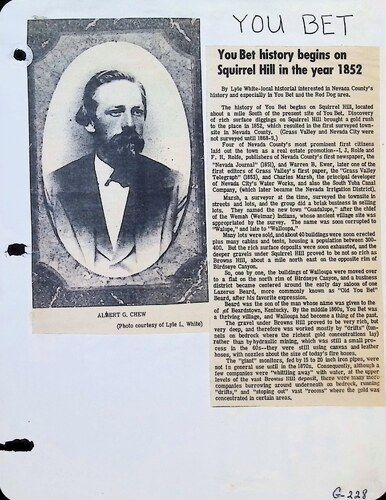 YOU BET
You Bet history begins on
Squirrel Hill in the year 1852
By Lyle White-local historial interested in Nevada County's
history and especially in You Bet and the Red Dog area.
The history of You Bet begins on Squirrel Hill, located
about a mile South of the present site of You Bet. Discovery
of rich surface diggings on Squirrel Hill brought a gold rush
to the place in 1852, which resulted in the first surveyed town-
site in Nevada County. (Grass Valley and Nevada City were
not surveyed until 1868-9.)
Four of Nevada County's most prominent first citizens
laid out the town as a real estate promotion—I. J. Rolfe and
F. H. Rolfe, publishers of Nevada County's first newspaper, the
"Nevada Journal" (1851), and Warren B. Ewer, later one of the
first editors of Grass Valley's first paper, the "Grass Valley
Telegraph" (1853), and Charles Marsh, the principal developer
of Nevada City's Water Works, and also the South Yuba Canal
Company, (which later became the Nevada Irrigation District).
Marsh, a surveyor at the time, surveyed the townsite in
streets and lots, and the group did a brisk business in selling
lots. They named the new town "Guadalupe," after the chief
of the Wemah (Weimar) Indians, whose ancient village site was
appropriated by the survey. The name was soon corrupted to
"Walope," and late to "Walloupa."
Many lots were sold, and about 40 buildings were soon erected
plus many cabins and tents, housing a population between 300-
400. But the rich surface deposits were soon exhausted, and the
deeper gravels under Squirrel Hill proved to be not so rich as
Browns Hill, about a mile north east on the opposite rim of
Birdseye Canyon.
So, one by one, the buildings of Walloupa were moved over
to a flat on the north rim of Birdseye Canyon, and a business
district became centered around the early day saloon of one
Lazerus Beard, more commonly known as "Old You Bet"
Beard, after his favorite expression.
Beard was the son of the man whose name was given to the
of of Beardstown, Kentucky. By the middle 1860s, You Bet was
a thriving village, and Walloupa had become a thing of the past.
The gravel under Browns Hill proved to be very rich, but
very deep, and therefore was worked mostly by "drifts" (tun-
nels on bedrock where the richest gold concentrations lay)
rather than by hydraulic mining, which was still a small pro-
cess in the 60s—they were still using canvas and leather
hoses, with nozzles about the size of today's fire hoses.
The "giant" monitors, fed by 15 to 20 inch iron pipes, were
not in general use until in the 1870s. Consequently, although a
few companies were "whittling away" with water, at the upper
levels of the vast Browns Hill deposit, there were many more
companies burrowing around underneath on bedrock, running
"drifts," and "stoping out" vast "rooms" where the gold was
concentrated in certain areas.
ALBERT G. CHEW
(Photo courtesy of Lyle L. White)
G-228